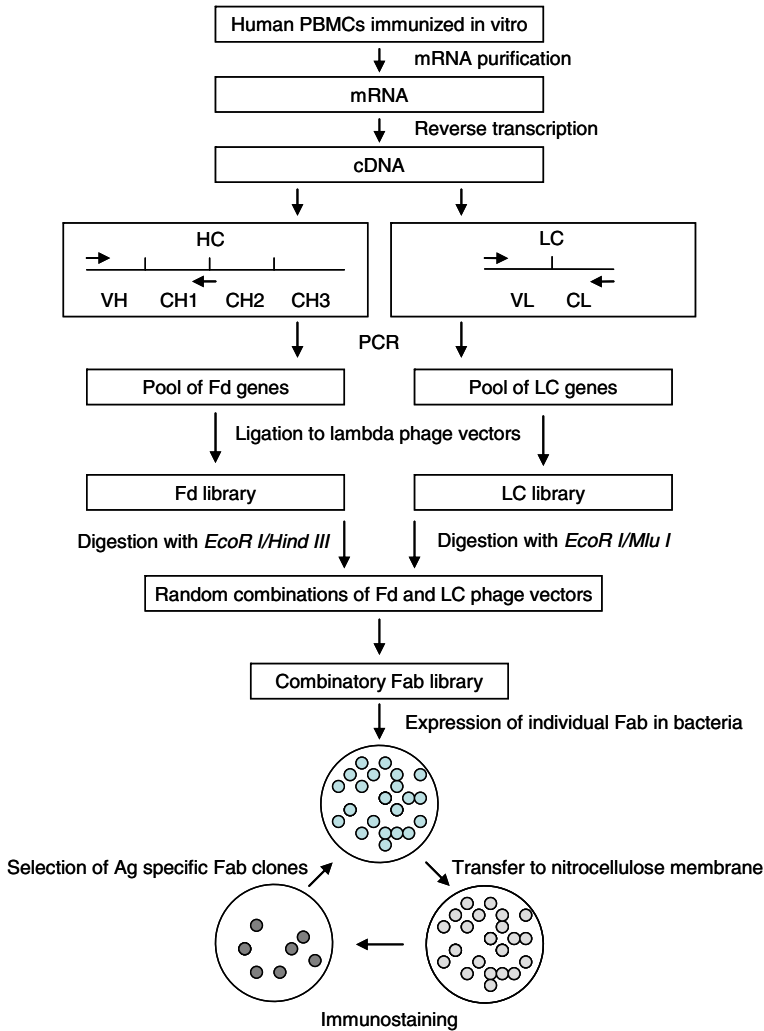 Human PBMCs immunized in vitro
mRNA purification
mRNA
Reverse transcription
cDNA
HC
VH CH1 CH2 CH3
LC
VL CL
PCR
Pool of Fd genes
Pool of LC genes
Ligation to lambda phage vectors
Fd library
LC library
Digestion with EcoR I/Hind III
Digestion with EcoR I/Mlu I
Random combinations of Fd and LC phage vectors
Combinatory Fab library
Expression of individual Fab in bacteria
Selection of Ag specific Fab clones
Transfer to nitrocellulose membrane
Immunostaining